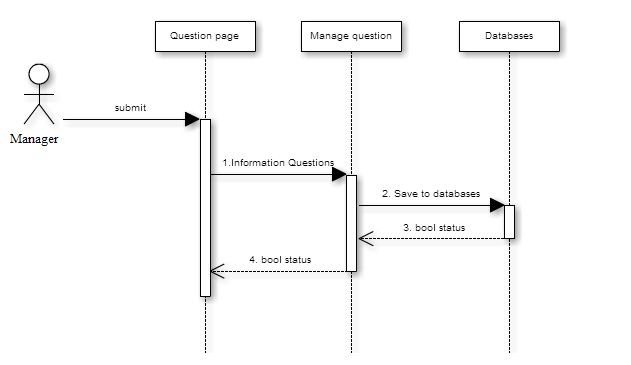 Question page
Manage question
Databases
submit
Manager
1.Information Questions
2. Save to databases
3. bool status
4. bool status